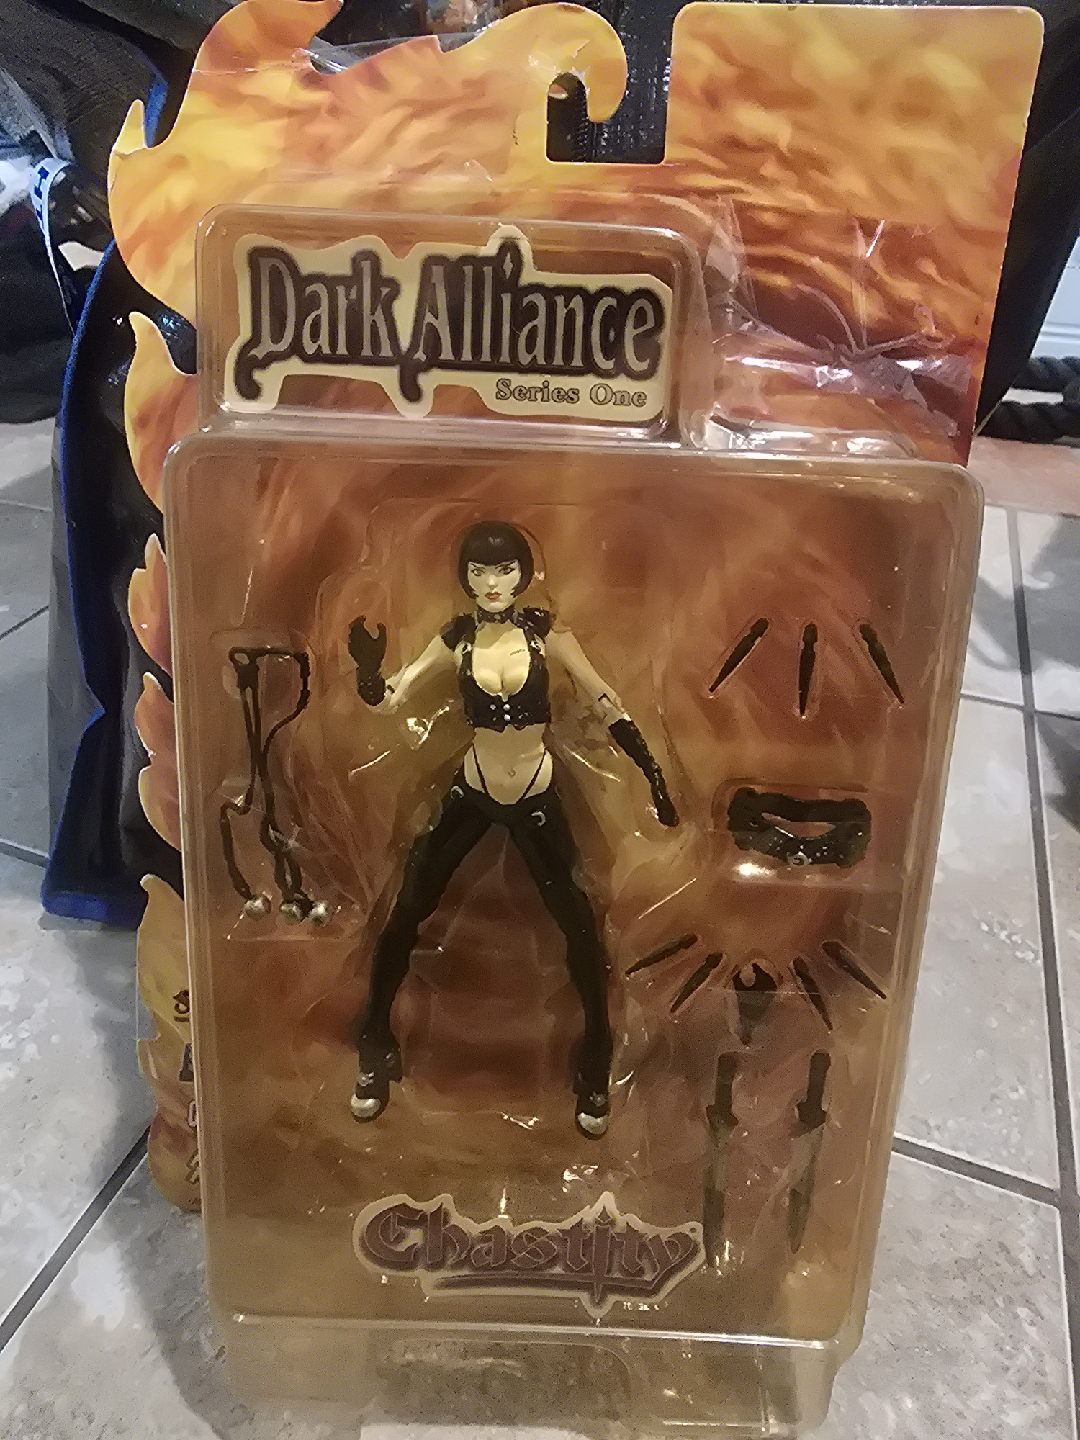 Dark Alliance
Series One
Chastity